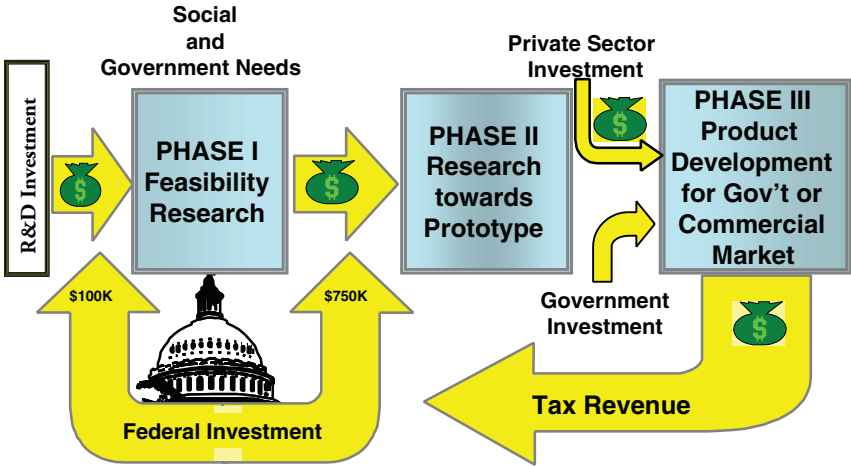 Social
and
Government Needs
Private Sector
Investment
R&D Investment
$
PHASE I
Feasibility
Research
$
PHASE II
Research
towards
Prototype
$
PHASE III
Product
Development
for Gov't or
Commercial
Market
$100K
$750K
Government
Investment
$
Federal Investment
Tax Revenue